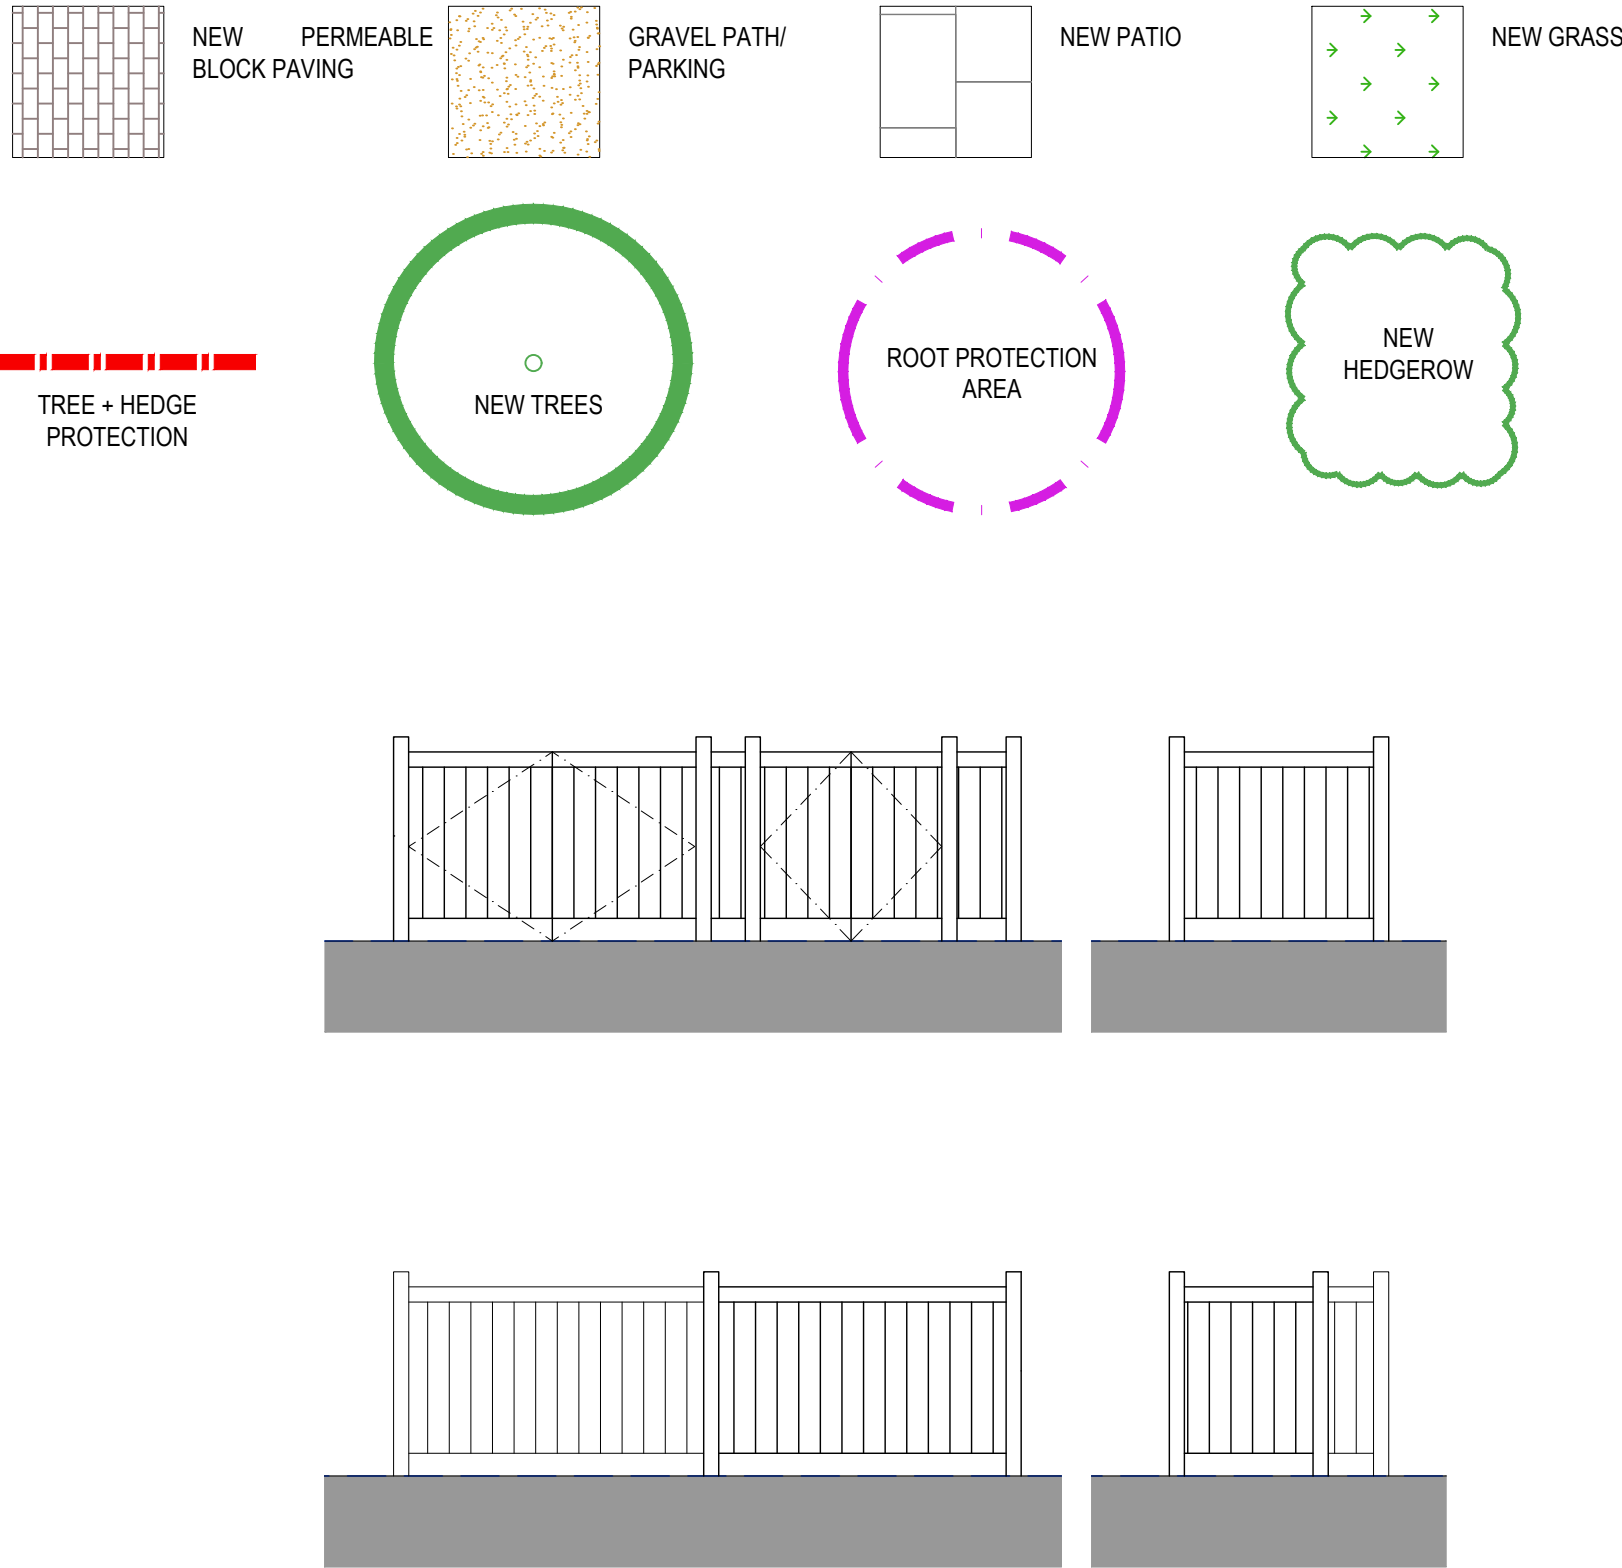 NEW PERMEABLE
BLOCK PAVING
GRAVEL PATH/
PARKING
NEW PATIO
NEW GRASS
TREE + HEDGE
PROTECTION
NEW TREES
ROOT PROTECTION
AREA
NEW
HEDGEROW